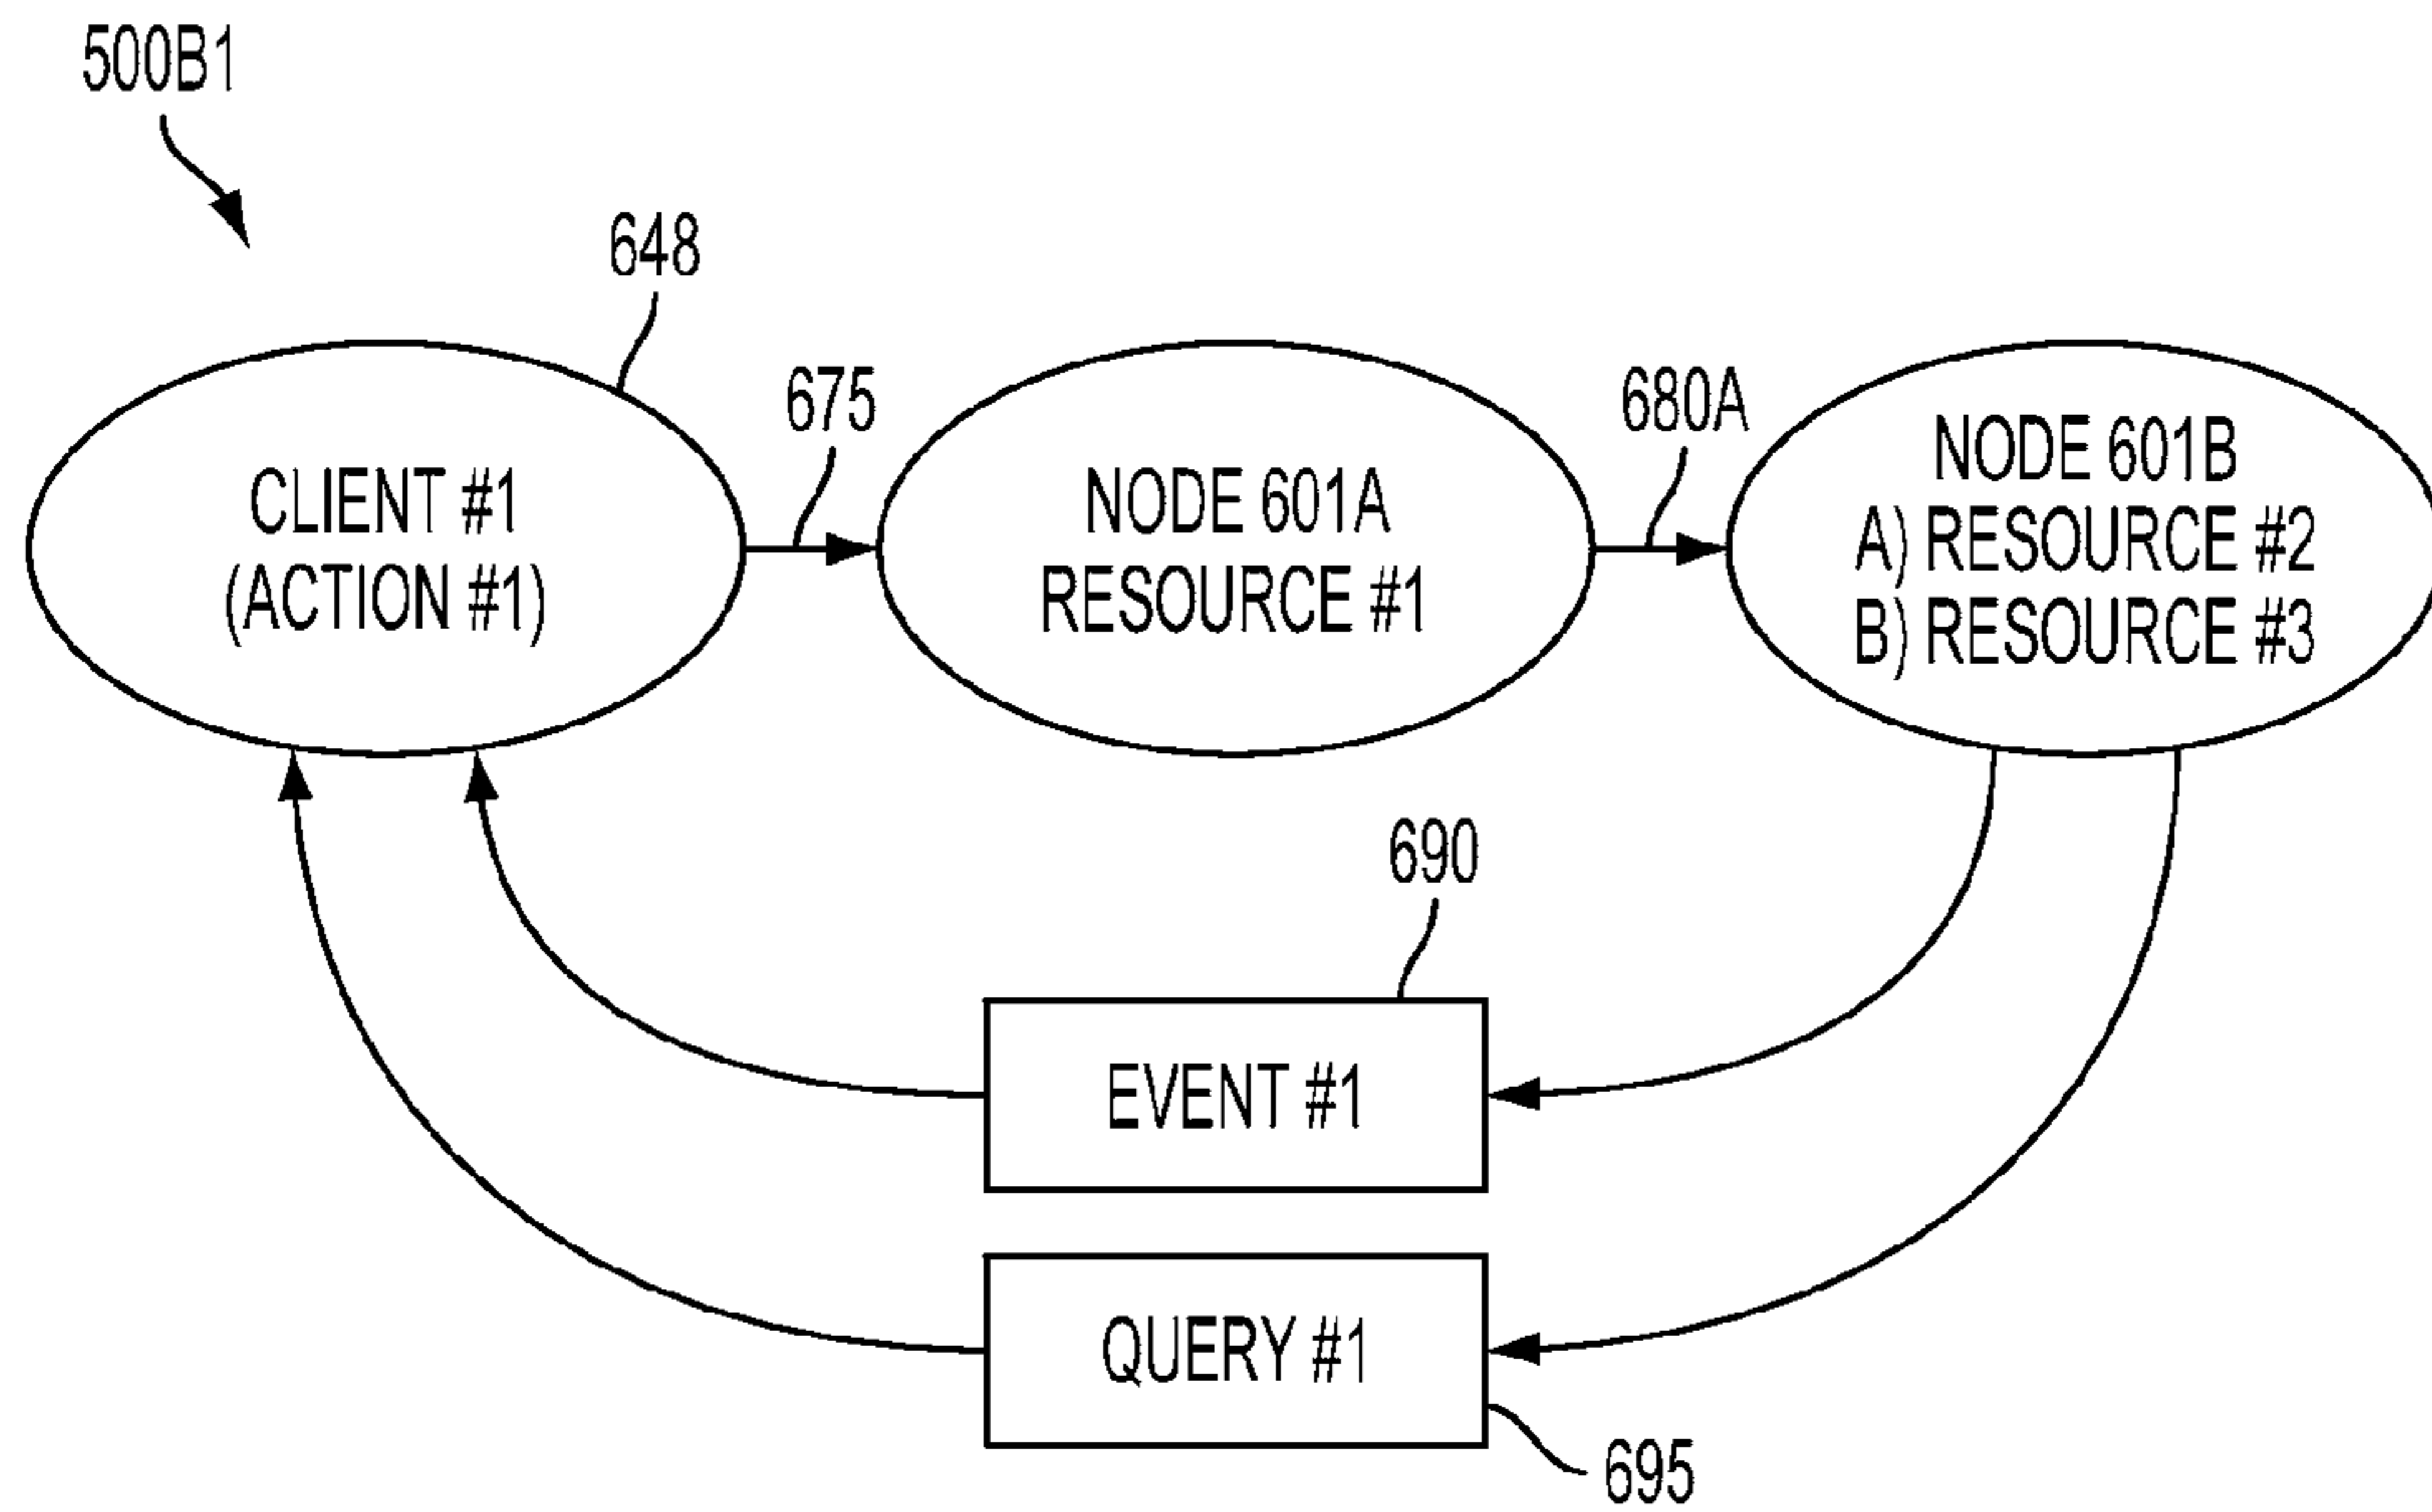 500B1
648
675
680A
CLIENT #1
(ACTION #1)
NODE 601A
RESOURCE #1
NODE 601B
A) RESOURCE #2
B) RESOURCE #3
690
EVENT #1
QUERY #1
695